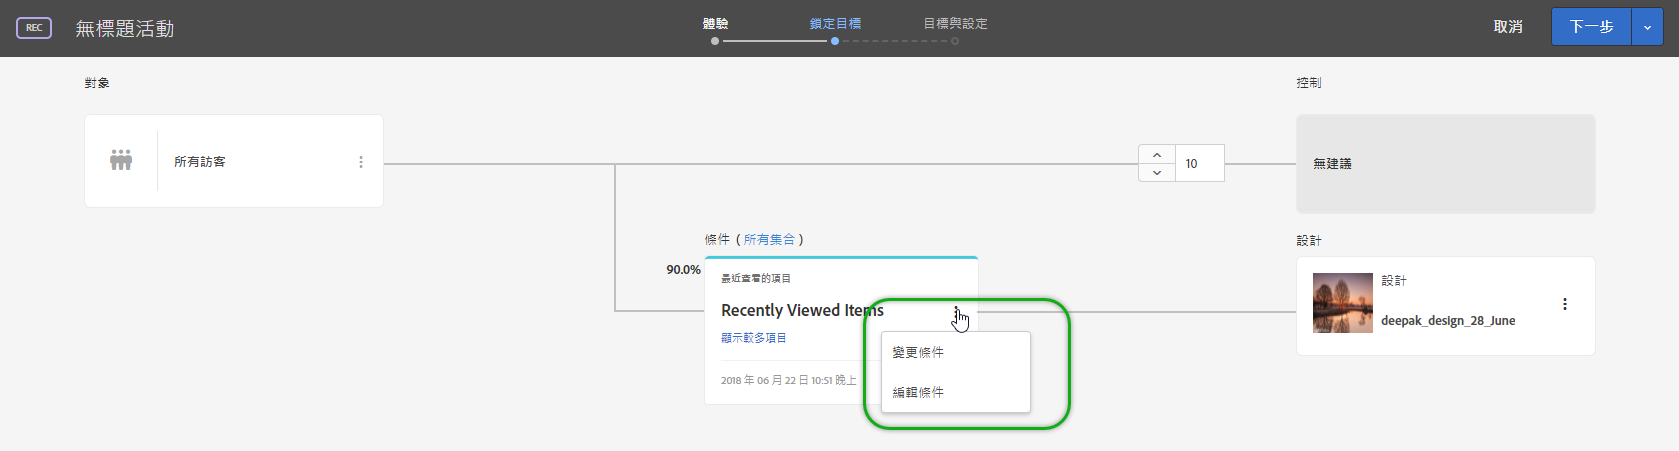 REC
無標題活動
體驗
鎖定目標
目標與設定
取消
下一步
對象
控制
所有訪客
10
無建議
條件 ( 所有集合 )
設計
90.0%
最近查看的項目
Recently Viewed Items
顯示較多項目
2018 年 06 月 22 日 10:51 晚上
變更條件
編輯條件
設計
deepak_design_28_June